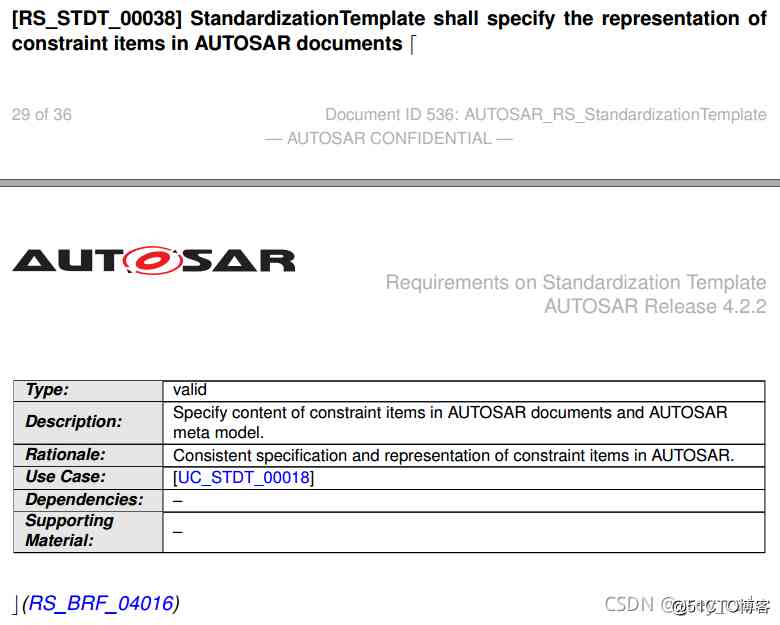 [RS_STDT_00038] StandardizationTemplate shall specify the representation of
constraint items in AUTOSAR documents ⌈
29 of 36
Document ID 536: AUTOSAR_RS_StandardizationTemplate
— AUTOSAR CONFIDENTIAL —
AUTOSAR
Requirements on Standardization Template
AUTOSAR Release 4.2.2
Type: valid
Description: Specify content of constraint items in AUTOSAR documents and AUTOSAR
meta model.
Rationale: Consistent specification and representation of constraint items in AUTOSAR.
Use Case: [UC_STDT_00018]
Dependencies: –
Supporting
Material: –
⌋(RS_BRF_04016)
CSDN
@51CTO博客